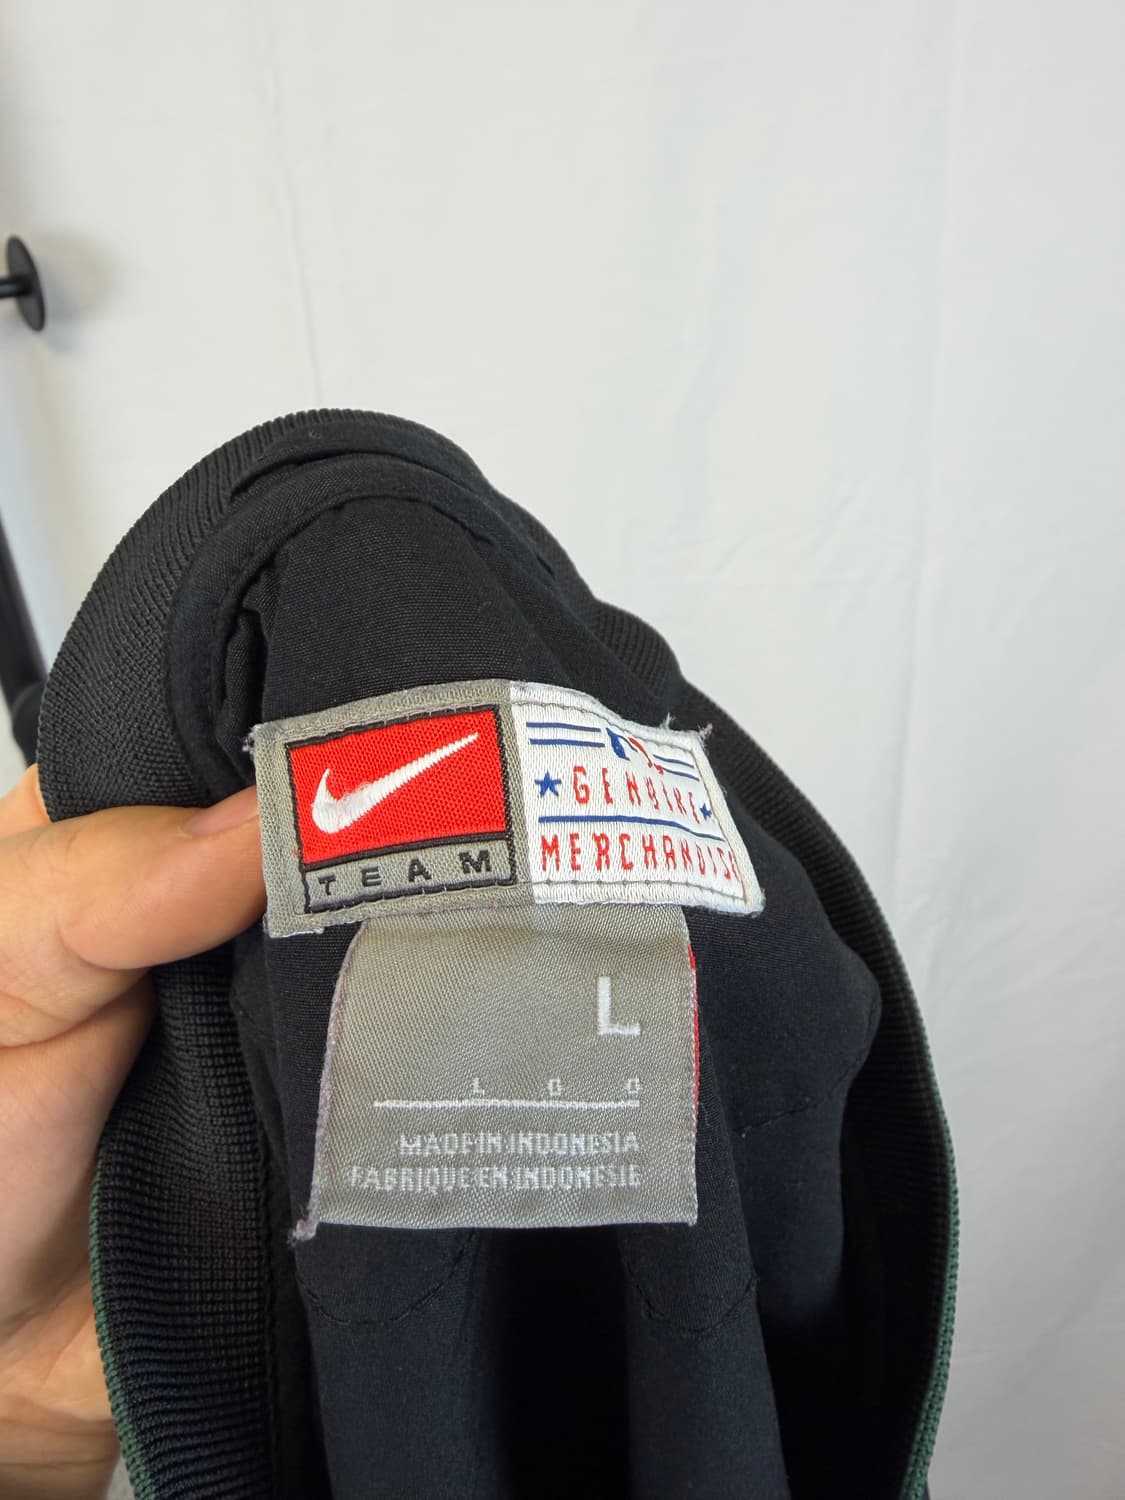 TEAM
GENUINE
MERCHANDISE
L
L G G
MADE IN INDONESIA
FABRIQUE EN INDONESIE